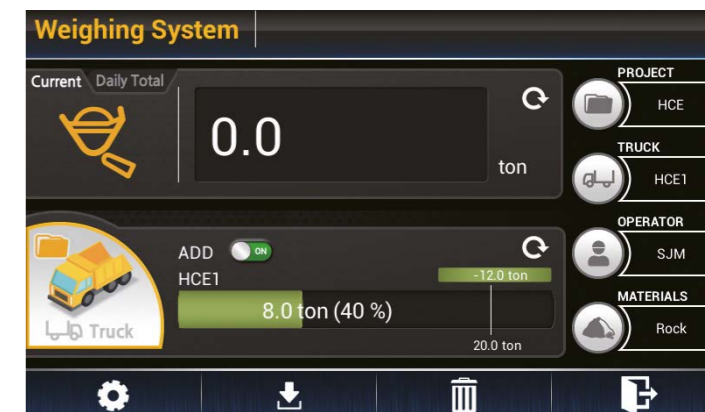 Weighing System
Current Daily Total
0.0
ton
PROJECT
HCE
TRUCK
HCE1
OPERATOR
SJM
MATERIALS
Rock
ADD ON
HCE1
-12.0 ton
8.0 ton (40 %)
20.0 ton
Truck